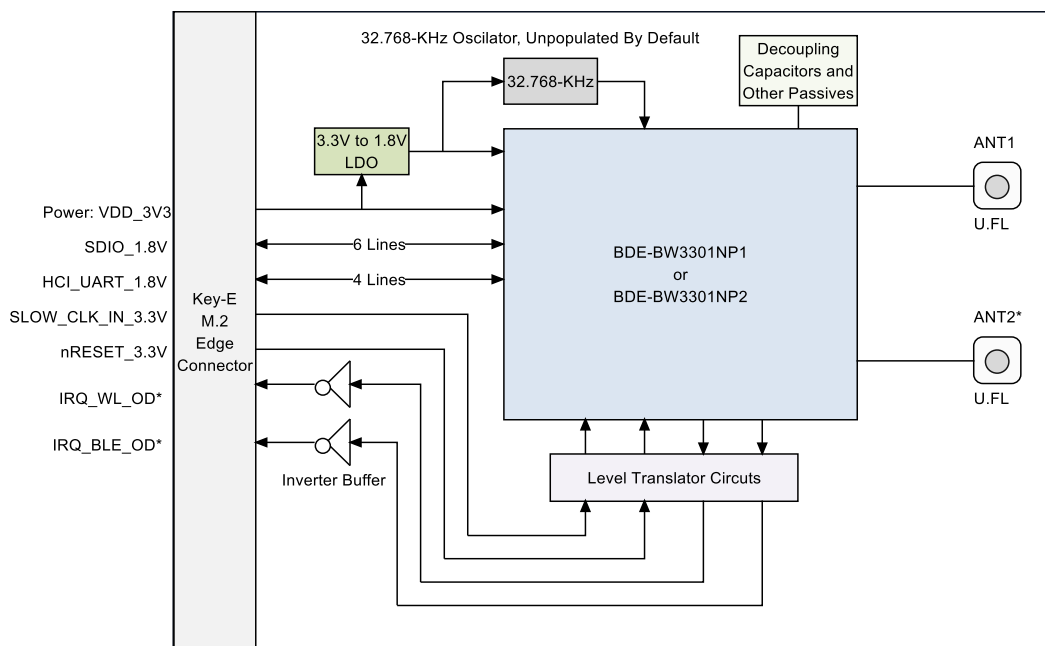 32.768-KHz Oscilator, Unpopulated By Default
32.768-KHz
Decoupling
Capacitors and
Other Passives
3.3V to 1.8V
LDO
ANT1
U.FL
Power: VDD_3V3
SDIO_1.8V
6 Lines
HCI_UART_1.8V
4 Lines
SLOW_CLK_IN_3.3V
nRESET_3.3V
IRQ_WL_OD*
IRQ_BLE_OD*
Key-E
M.2
Edge
Connector
BDE-BW3301NP1
or
BDE-BW3301NP2
ANT2*
U.FL
Inverter Buffer
Level Translator Circuts